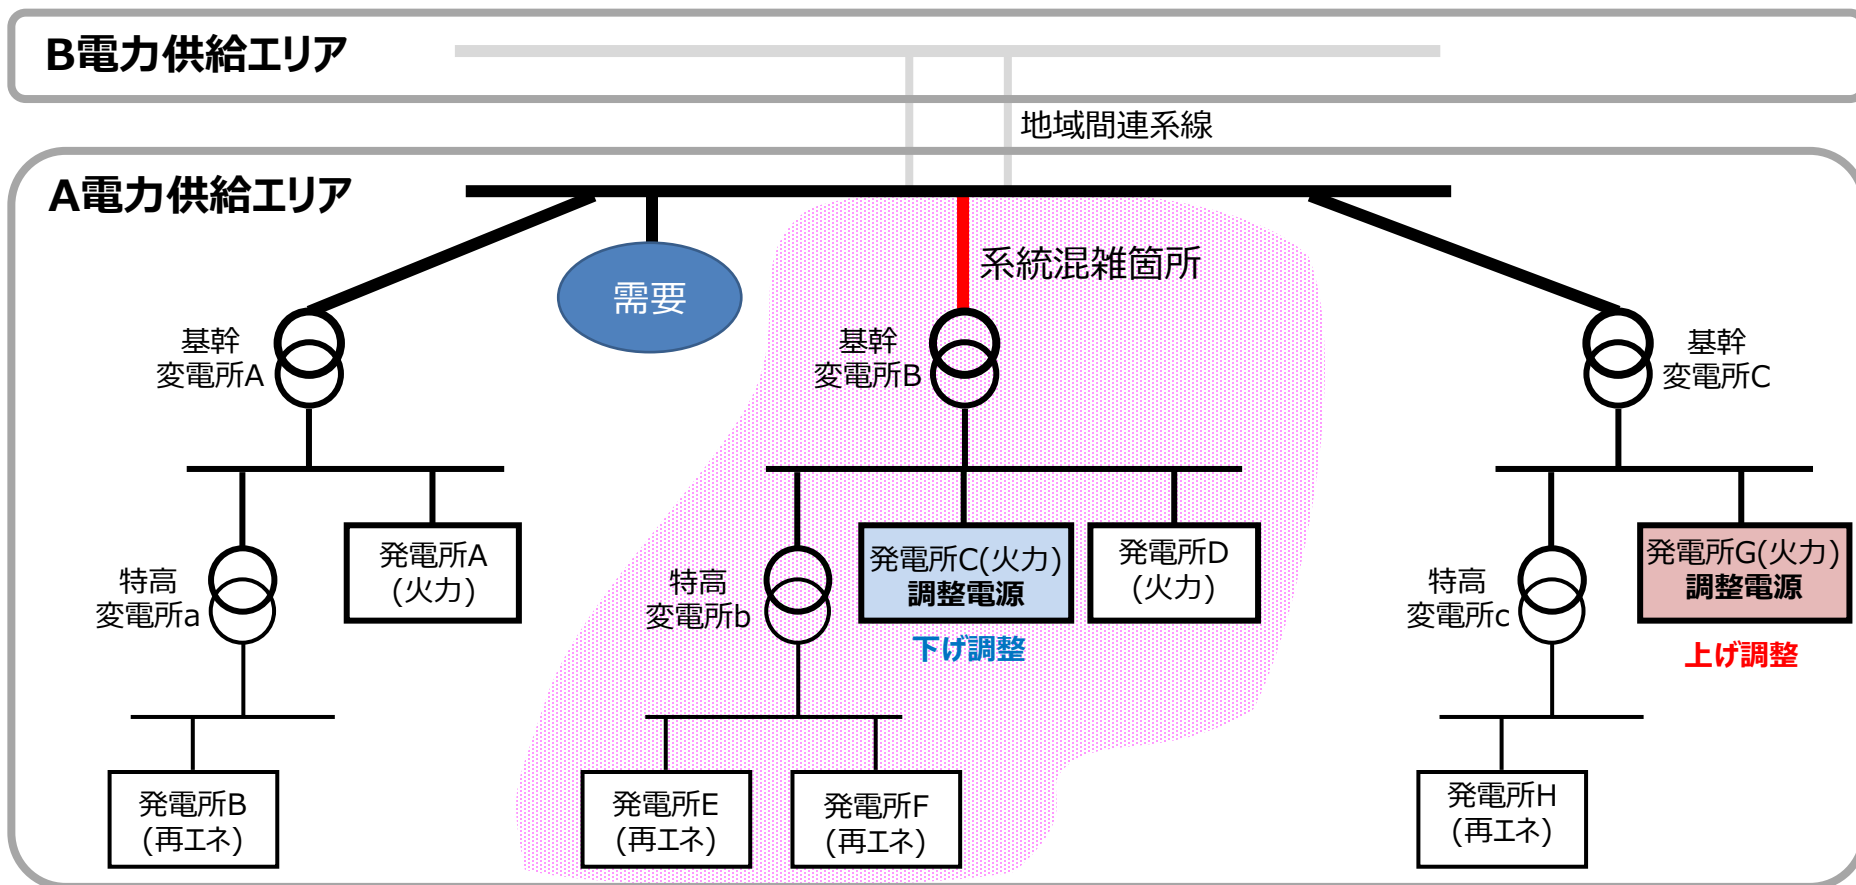 B電力供給エリア
地域間連系線
A電力供給エリア
系統混雑箇所
需要
基幹
変電所A
基幹
変電所B
基幹
変電所C
発電所A
(火力)
発電所C(火力)
調整電源
下げ調整
発電所D
(火力)
発電所G(火力)
調整電源
上げ調整
特高
変電所a
特高
変電所b
特高
変電所c
発電所B
(再エネ)
発電所E
(再エネ)
発電所F
(再エネ)
発電所H
(再エネ)